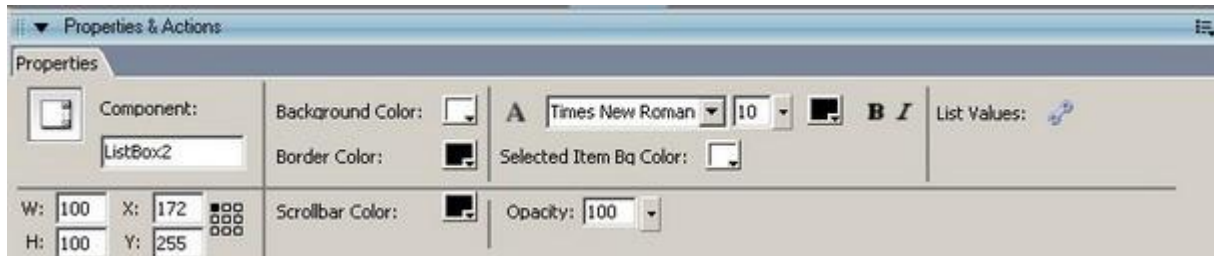 Properties & Actions
Properties
Component:
ListBox2
Background Color:
Border Color:
A Times New Roman 10 B I
Selected Item Bg Color:
List Values:
W: 100 X: 172
H: 100 Y: 255
Scrollbar Color:
Opacity: 100